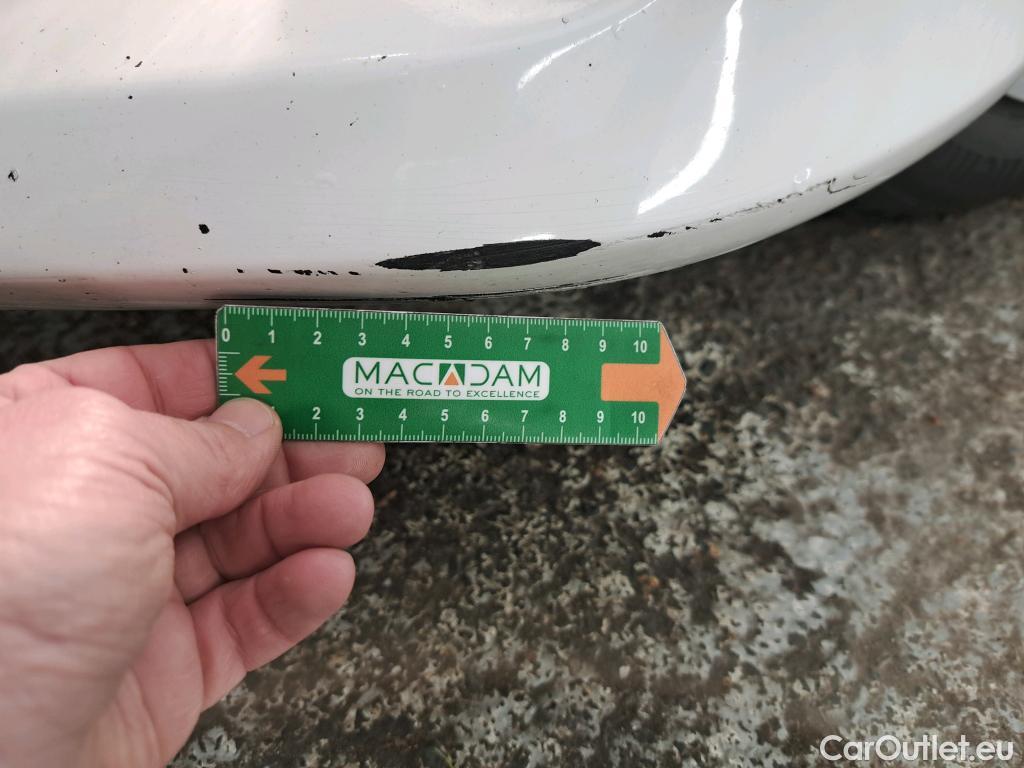 0 1 2 3 4 5 6 7 8 9 10
MACADAM
ON THE ROAD TO EXCELLENCE
2 3 4 5 6 7 8 9 10
CarOutlet.eu